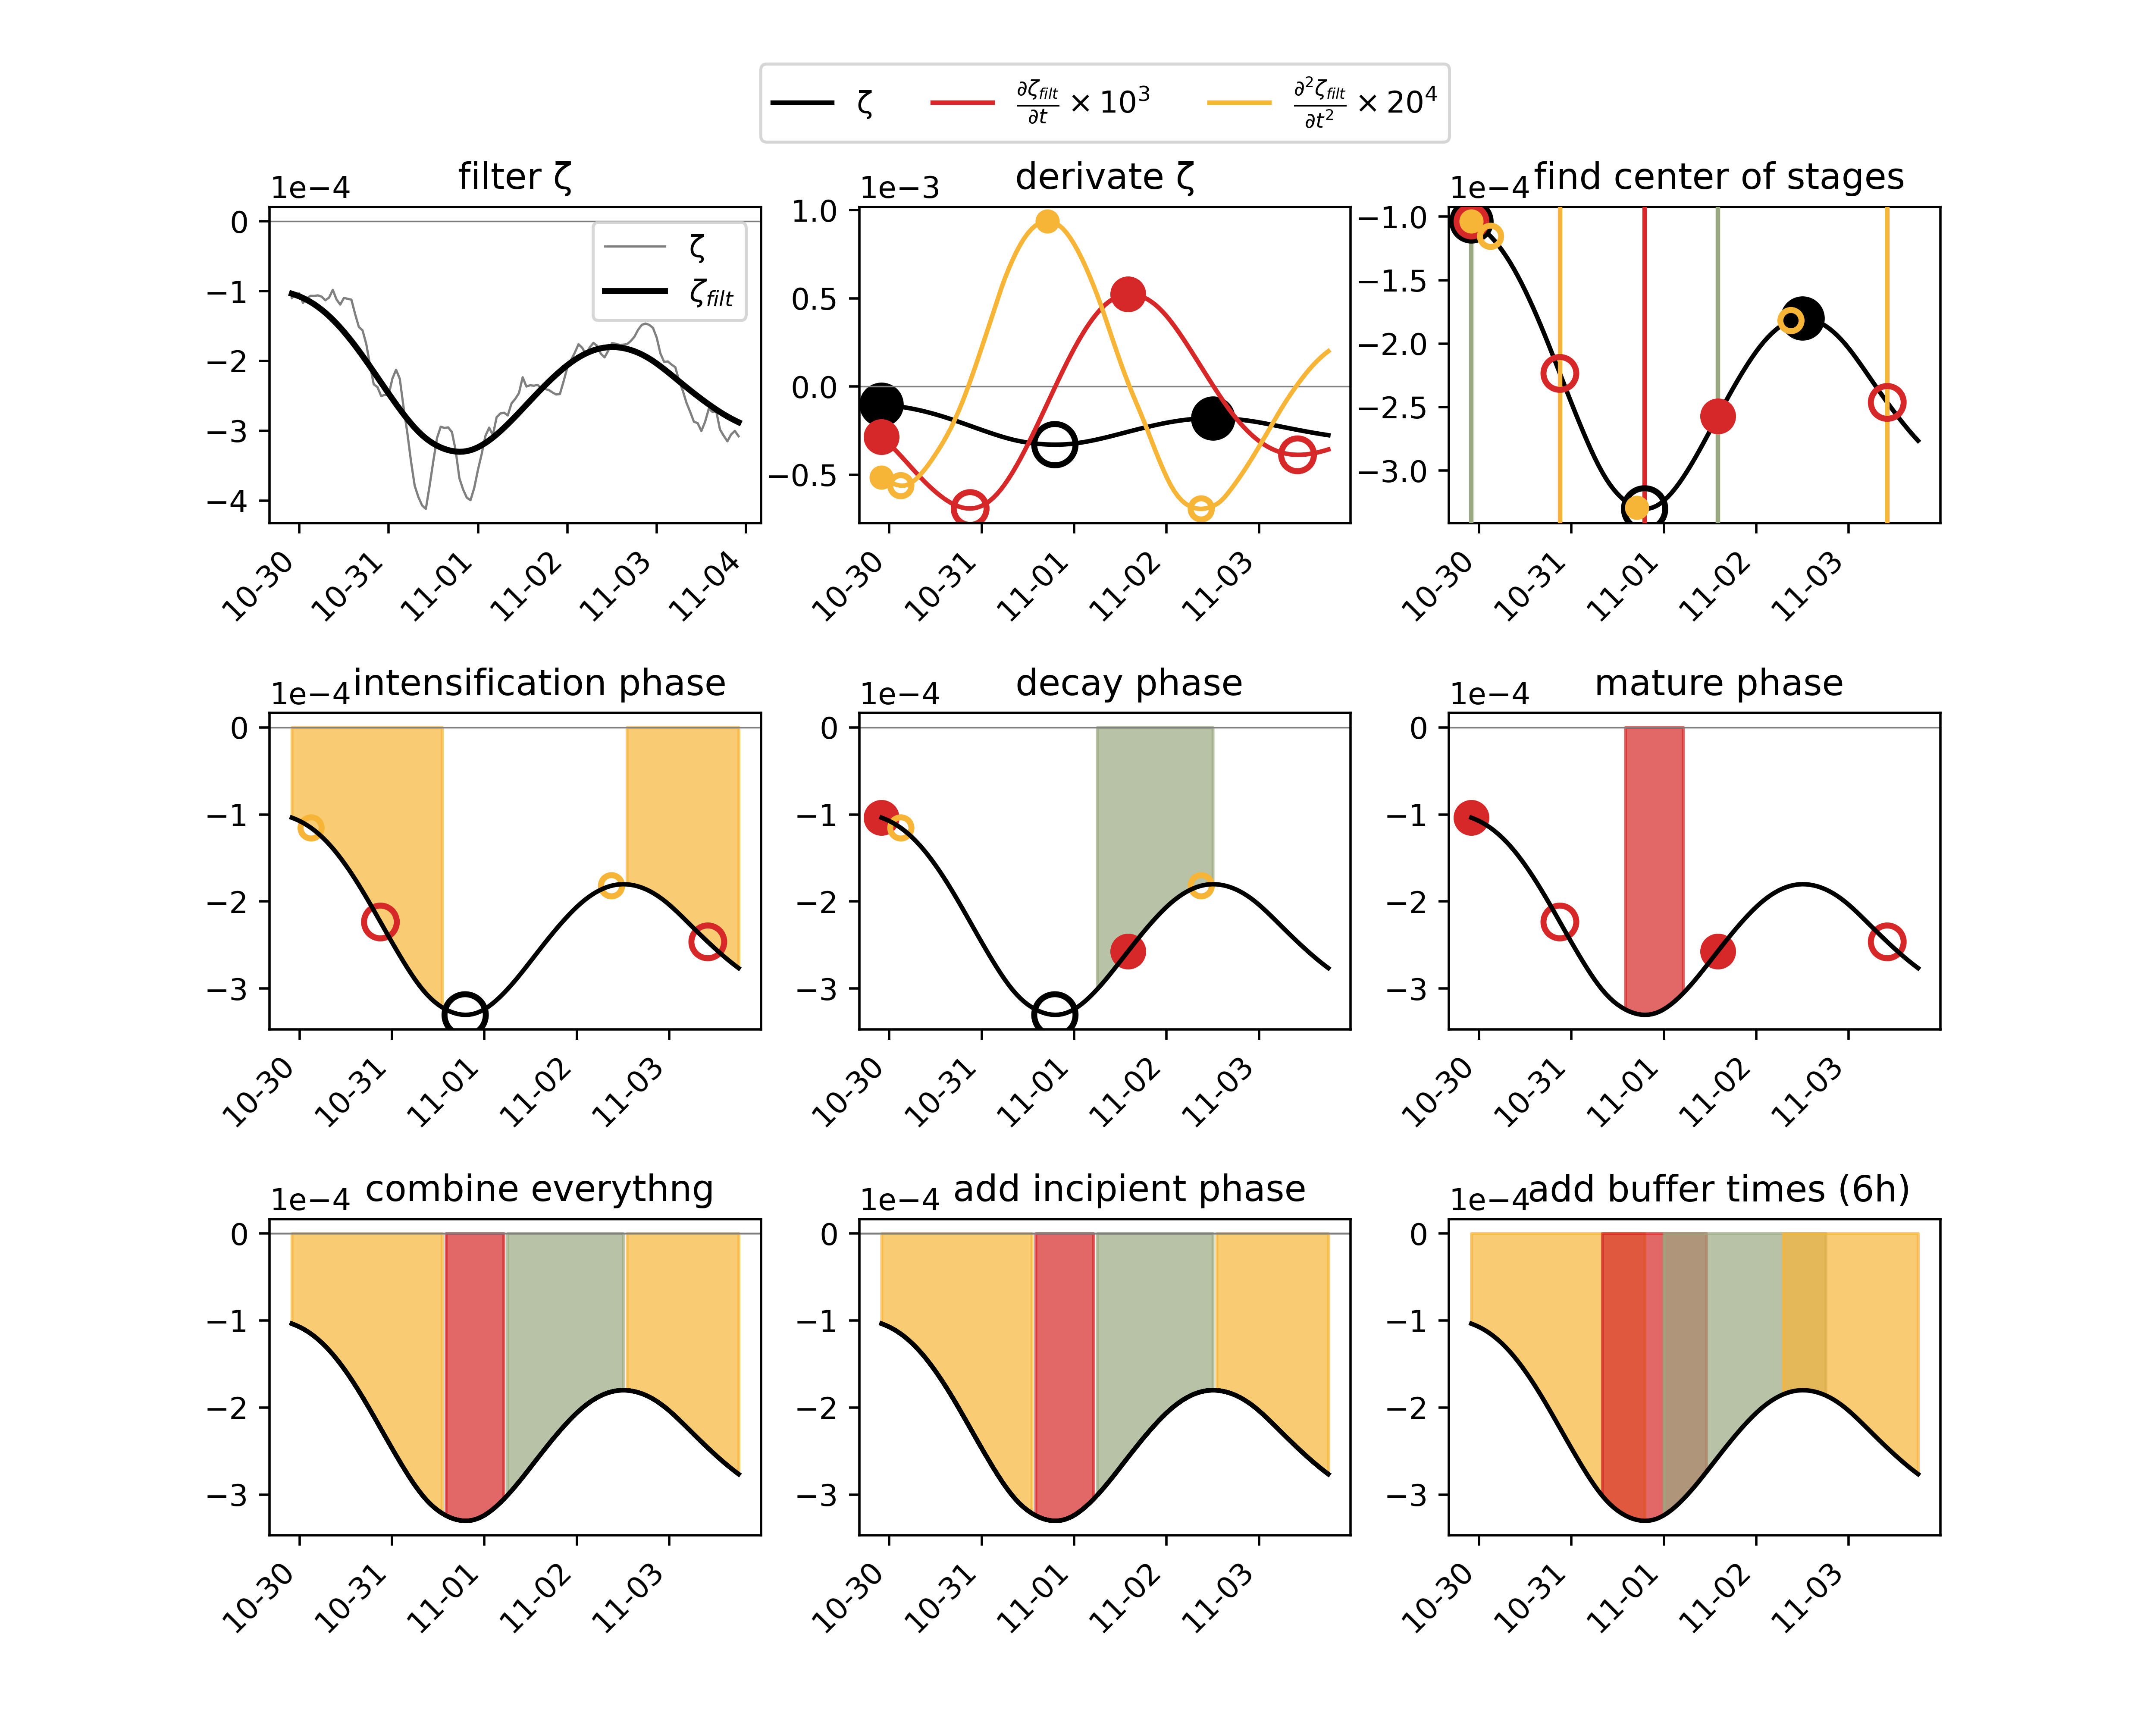 ζ ∂ζ_filt/∂t × 10³ ∂²ζ_filt/∂t² × 20⁴
filter ζ
1e−4
0
−1
−2
−3
−4
ζ
ζ_filt
10-30 10-31 11-01 11-02 11-03 11-04
derivate ζ
1e−3
1.0
0.5
0.0
−0.5
10-30 10-31 11-01 11-02 11-03
find center of stages
1e−4
−1.0
−1.5
−2.0
−2.5
−3.0
10-30 10-31 11-01 11-02 11-03
intensification phase
1e−4
0
−1
−2
−3
10-30 10-31 11-01 11-02 11-03
decay phase
1e−4
0
−1
−2
−3
10-30 10-31 11-01 11-02 11-03
mature phase
1e−4
0
−1
−2
−3
10-30 10-31 11-01 11-02 11-03
combine everythng
1e−4
0
−1
−2
−3
10-30 10-31 11-01 11-02 11-03
add incipient phase
1e−4
0
−1
−2
−3
10-30 10-31 11-01 11-02 11-03
add buffer times (6h)
1e−4
0
−1
−2
−3
10-30 10-31 11-01 11-02 11-03